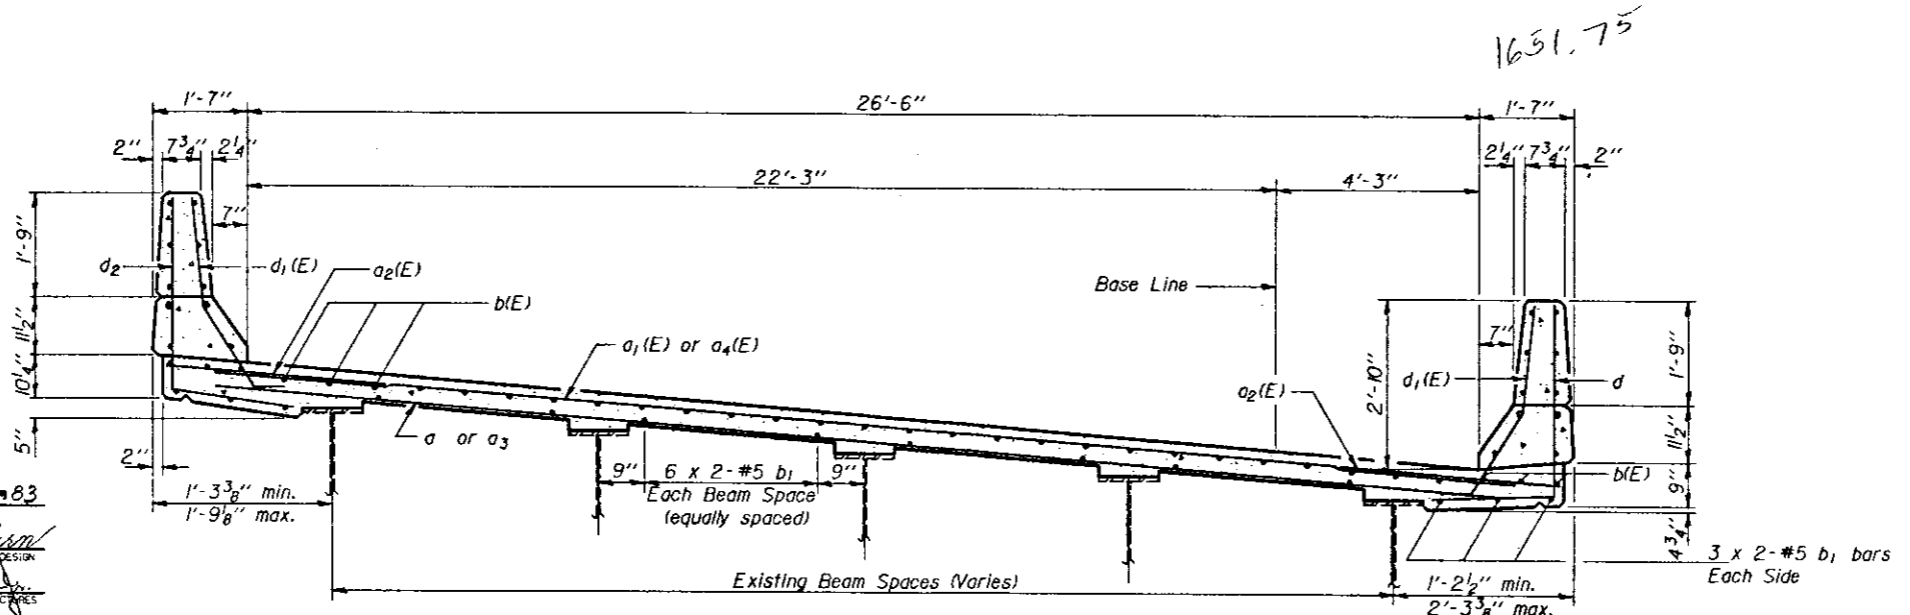 1651.75
1'-7"
26'-6"
1'-7"
2" 7¾" 2¼"
2¼" 7¾" 2"
22'-3"
4'-3"
7"
1'-9"
d₂
d₁(E)
a₂(E)
b(E)
Base Line
11½"
10¼"
5"
a₁(E) or a₄(E)
a₂(E)
2'-10"
7"
d₁(E)
d
1'-9"
11½"
b(E)
9"
4¾"
a or a₃
2"
9" 6 x 2-#5 b₁ 9"
Each Beam Space
(equally spaced)
1'-3⅜" min.
1'-9⅛" max.
83
DESIGN
Existing Beam Spaces (Varies)
1'-2½" min.
2'-3⅜" max.
3 x 2-#5 b₁ bars
Each Side